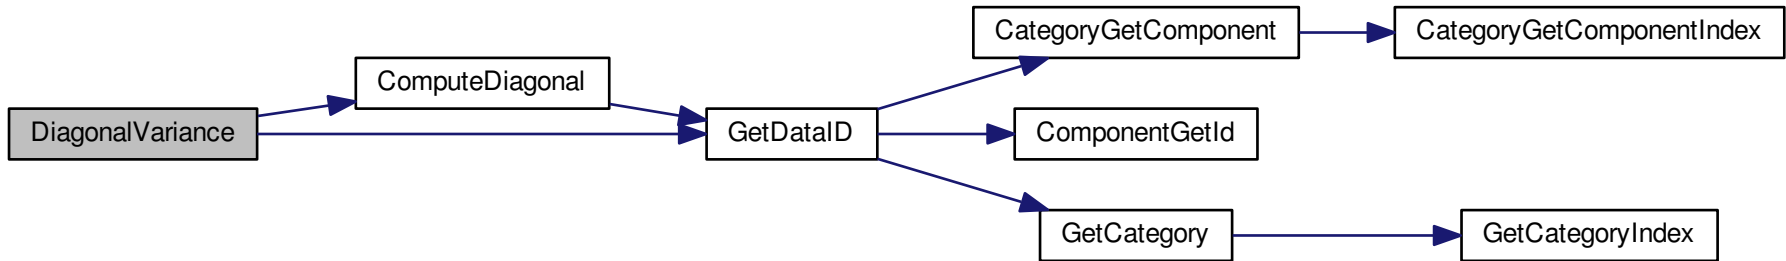 DiagonalVariance
ComputeDiagonal
GetDataID
CategoryGetComponent
CategoryGetComponentIndex
ComponentGetId
GetCategory
GetCategoryIndex